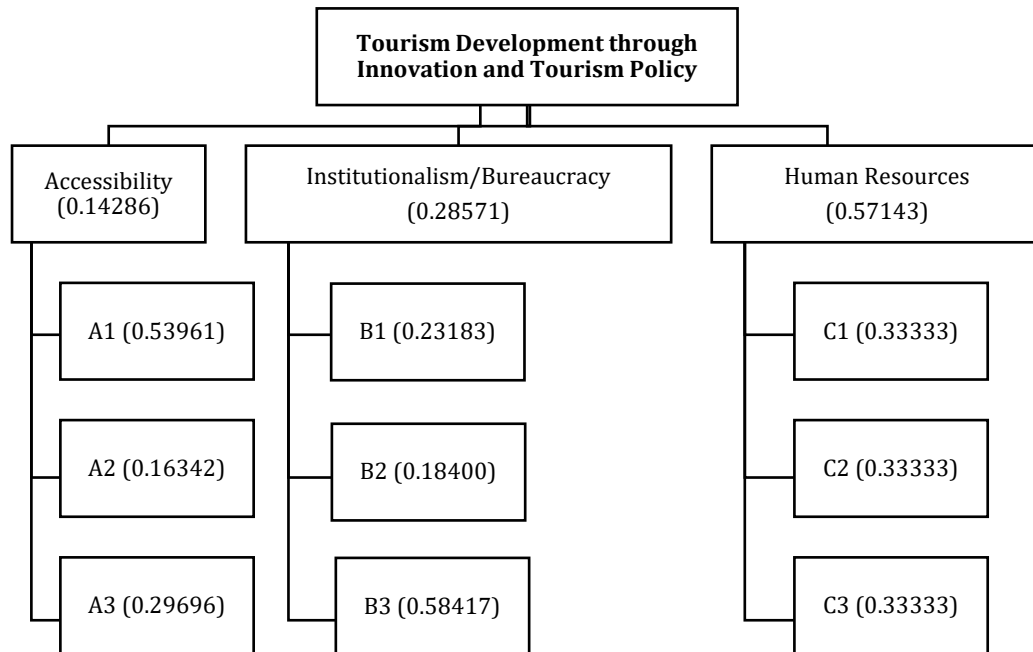 Tourism Development through
Innovation and Tourism Policy
Accessibility
(0.14286)
Institutionalism/Bureaucracy
(0.28571)
Human Resources
(0.57143)
A1 (0.53961)
B1 (0.23183)
C1 (0.33333)
A2 (0.16342)
B2 (0.18400)
C2 (0.33333)
A3 (0.29696)
B3 (0.58417)
C3 (0.33333)